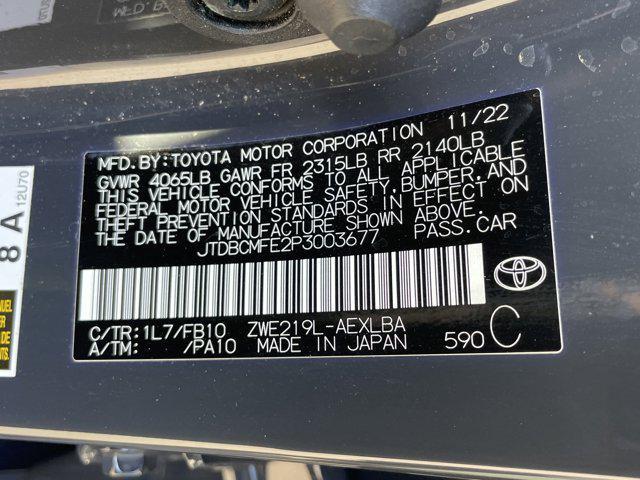 MFD. BY:TOYOTA MOTOR CORPORATION 11/22
GVWR 4065LB GAWR FR 2315LB RR 2140LB
THIS VEHICLE CONFORMS TO ALL APPLICABLE
FEDERAL MOTOR VEHICLE SAFETY,BUMPER,AND
THEFT PREVENTION STANDARDS IN EFFECT ON
THE DATE OF MANUFACTURE SHOWN ABOVE.
JTDBCMFE2P3003677 PASS.CAR
C/TR:1L7/FB10 ZWE219L-AEXLBA
A/TM: /PA10 MADE IN JAPAN 590 C
8 A
12U70